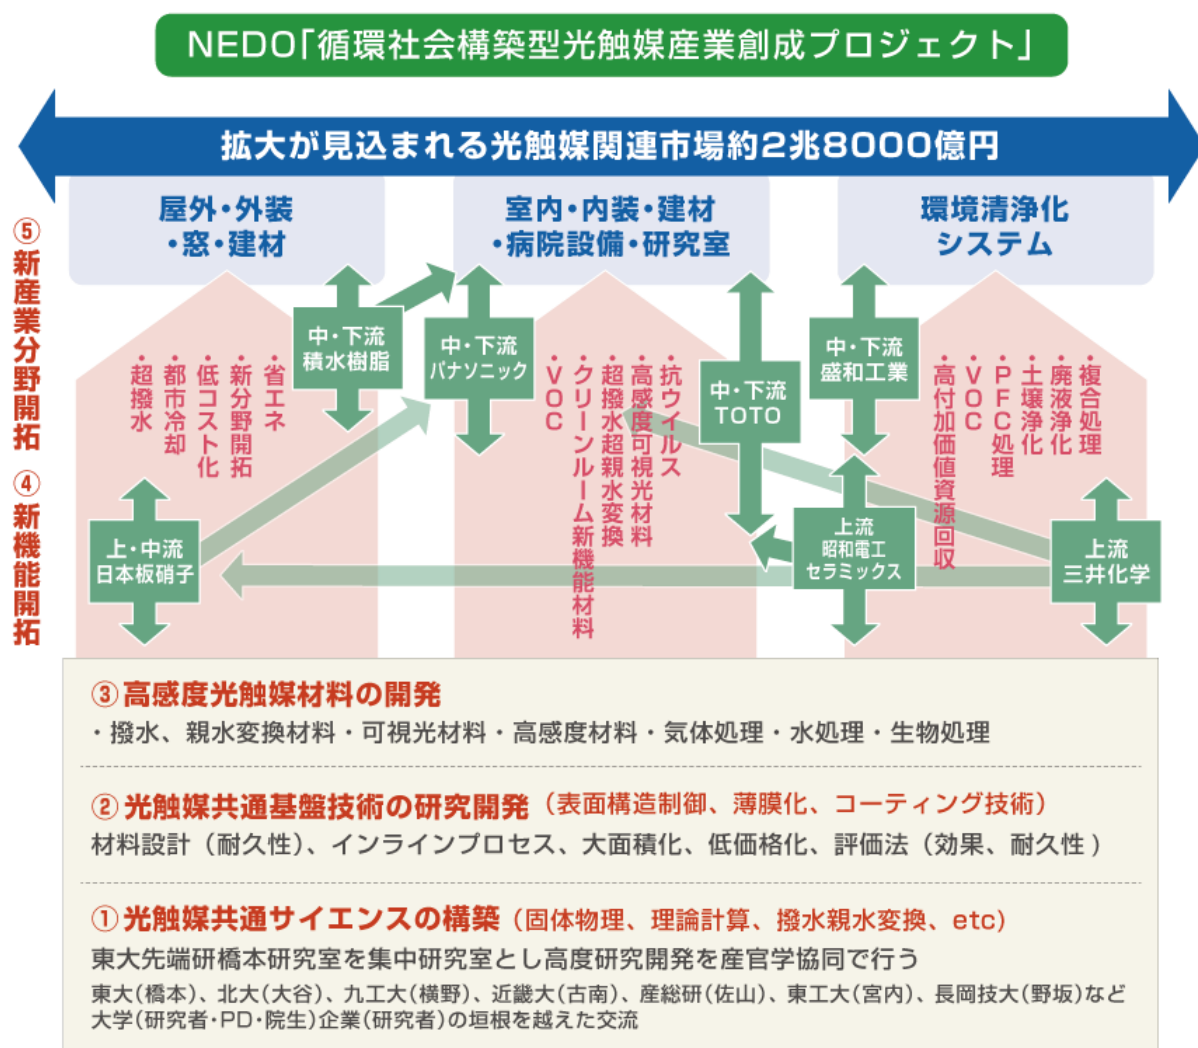 NEDO「循環社会構築型光触媒産業創成プロジェクト」
拡大が見込まれる光触媒関連市場約2兆8000億円
屋外・外装
・窓・建材
室内・内装・建材
・病院設備・研究室
環境清浄化
システム
⑤新産業分野開拓
④新機能開拓
中・下流
積水樹脂
中・下流
パナソニック
中・下流
TOTO
中・下流
盛和工業
上・中流
日本板硝子
上流
昭和電工
セラミックス
上流
三井化学
・省エネ
・新分野開拓
・低コスト化
・都市冷却
・超撥水
・抗ウイルス
・高感度可視光材料
・超撥水超親水変換
・クリーンルーム新機能材料
・VOC
・複合処理
・廃液浄化
・土壌浄化
・PFC処理
・VOC
・高付加価値資源回収
③高感度光触媒材料の開発
・撥水、親水変換材料・可視光材料・高感度材料・気体処理・水処理・生物処理
②光触媒共通基盤技術の研究開発（表面構造制御、薄膜化、コーティング技術）
材料設計（耐久性）、インラインプロセス、大面積化、低価格化、評価法（効果、耐久性）
①光触媒共通サイエンスの構築（固体物理、理論計算、撥水親水変換、etc）
東大先端研橋本研究室を集中研究室とし高度研究開発を産官学協同で行う
東大（橋本）、北大（大谷）、九工大（横野）、近畿大（古南）、産総研（佐山）、東工大（宮内）、長岡技大（野坂）など
大学（研究者・PD・院生）企業（研究者）の垣根を越えた交流